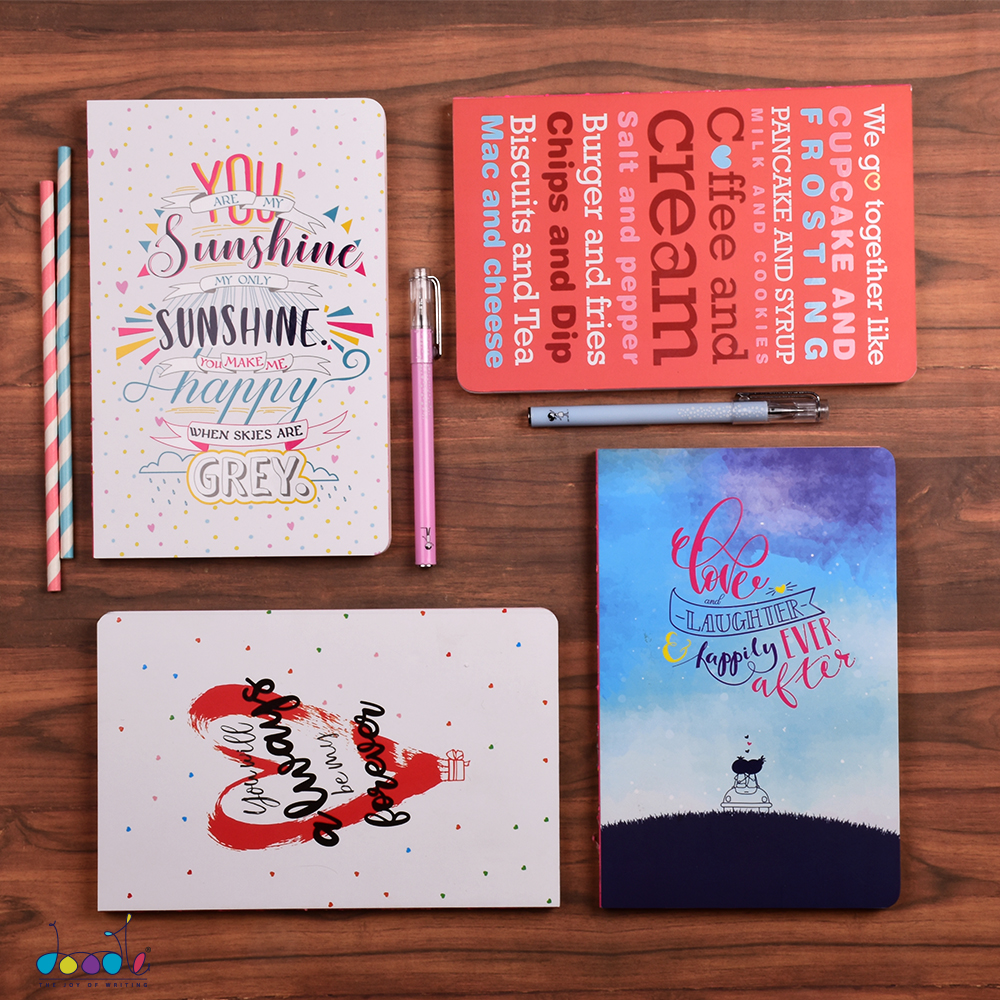 YOU
ARE MY
Sunshine
MY ONLY
SUNSHINE.
YOU MAKE ME
happy
WHEN SKIES ARE
GREY.
We go together like
CUPCAKE AND
FROSTING
PANCAKE AND SYRUP
MILK AND COOKIES
Coffee and
cream
Salt and pepper
Burger and fries
Chips and Dip
Biscuits and Tea
Mac and cheese
You will
always
be my
forever
Love
and
LAUGHTER
& happily EVER
after
doodle®
THE JOY OF WRITING